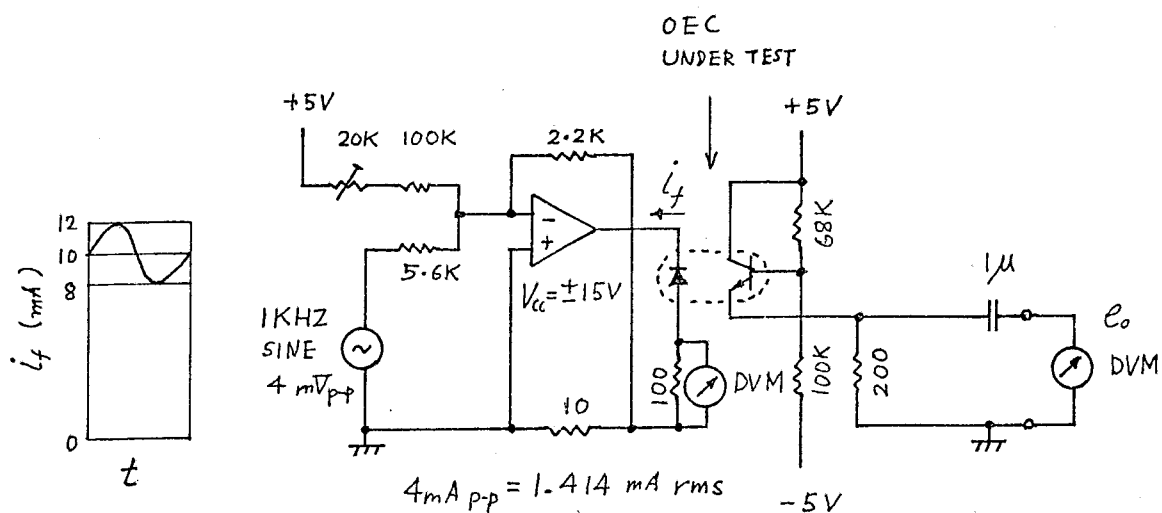 OEC
UNDER TEST
+5V
20K 100K
2.2K
+5V
i_f
68K
5.6K
−
+
Vcc = ±15V
1KHZ
SINE
4 mVp-p
100
DVM
10
100K
200
1μ
e₀
DVM
-5V
12
10
8
0
i_f (mA)
t
4mA p-p = 1.414 mA rms